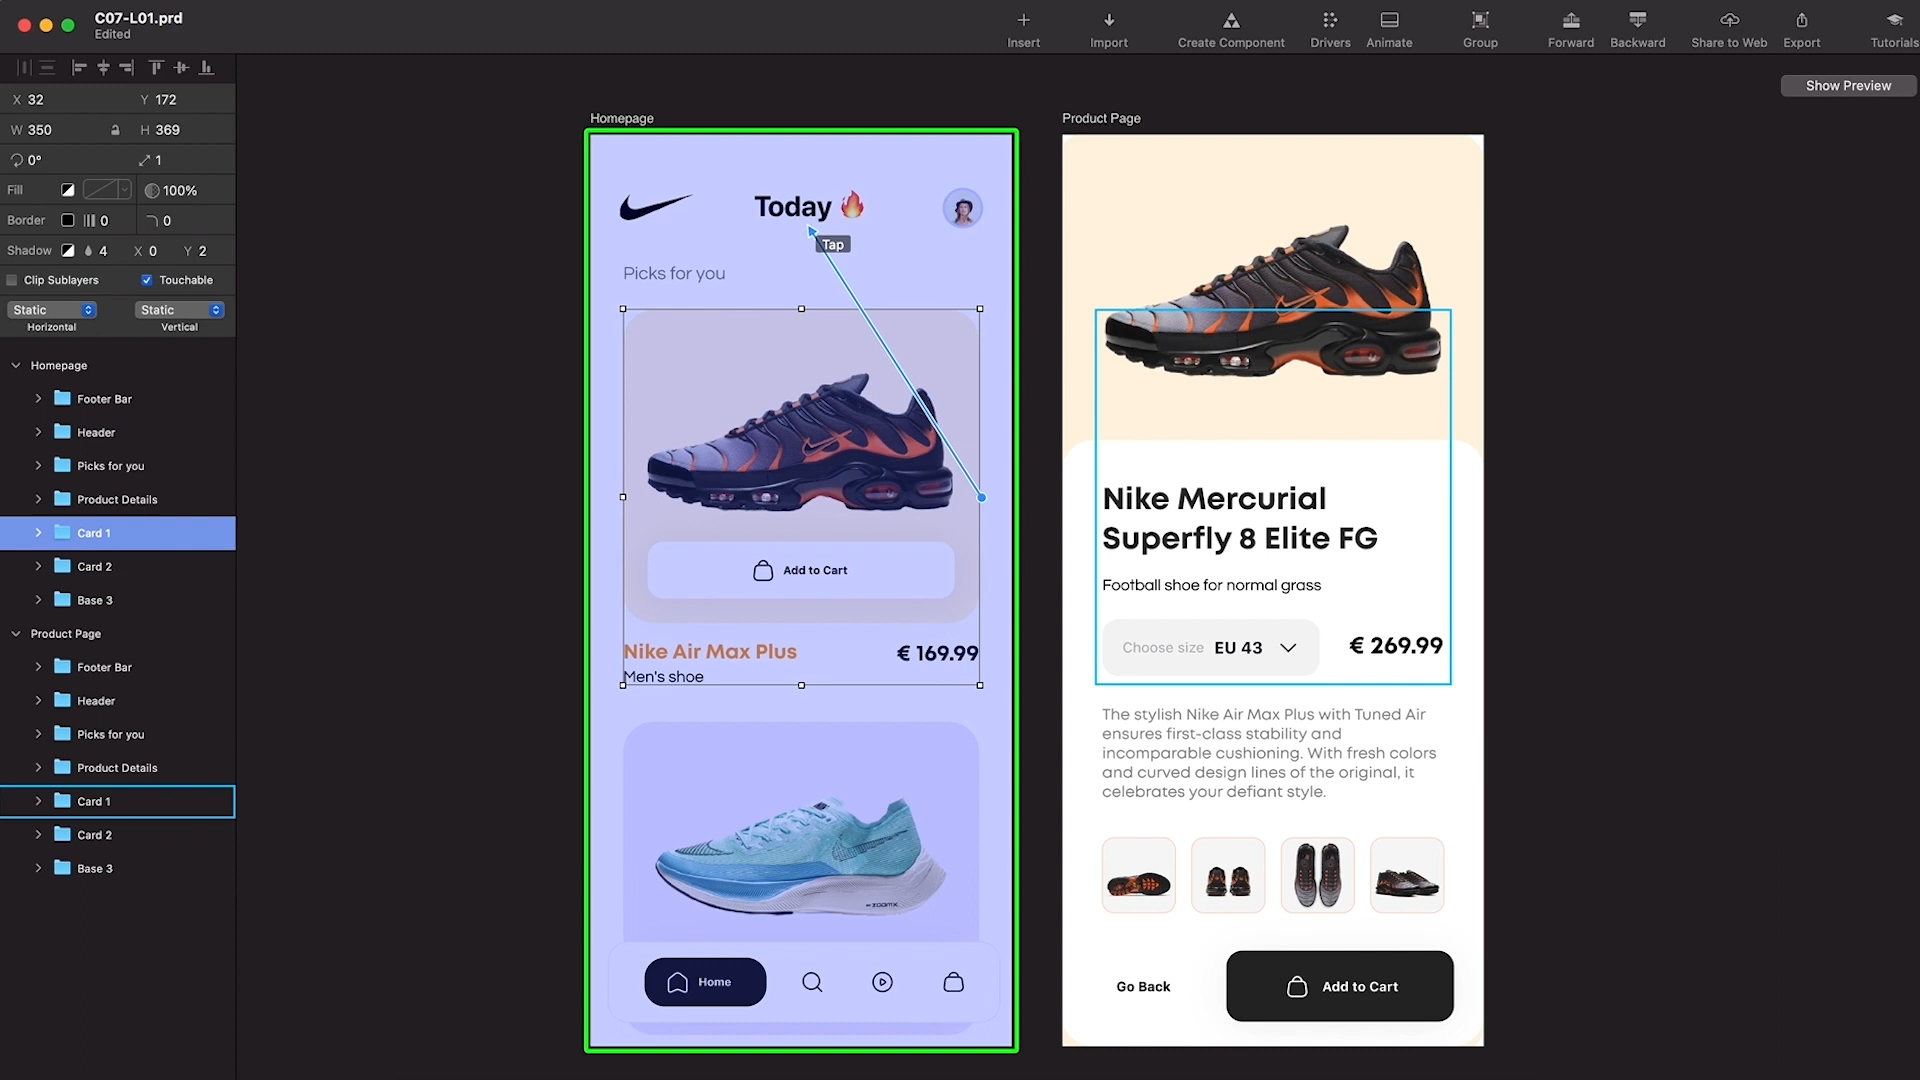 C07-L01.prd
Edited
Insert
Import
Create Component
Drivers
Animate
Group
Forward
Backward
Share to Web
Export
Tutorials
Show Preview
X 32
Y 172
W 350
H 369
0°
1
Fill
100%
Border
0
0
Shadow
4
X 0
Y 2
Clip Sublayers
Touchable
Static
Static
Horizontal
Vertical
Homepage
Footer Bar
Header
Picks for you
Product Details
Card 1
Card 2
Base 3
Product Page
Footer Bar
Header
Picks for you
Product Details
Card 1
Card 2
Base 3
Homepage
Today 🔥
Tap
Picks for you
Add to Cart
Nike Air Max Plus
€ 169.99
Men's shoe
ZOOMX
Home
Product Page
Nike Mercurial
Superfly 8 Elite FG
Football shoe for normal grass
Choose size EU 43
€ 269.99
The stylish Nike Air Max Plus with Tuned Air
ensures first-class stability and
incomparable cushioning. With fresh colors
and curved design lines of the original, it
celebrates your defiant style.
Go Back
Add to Cart